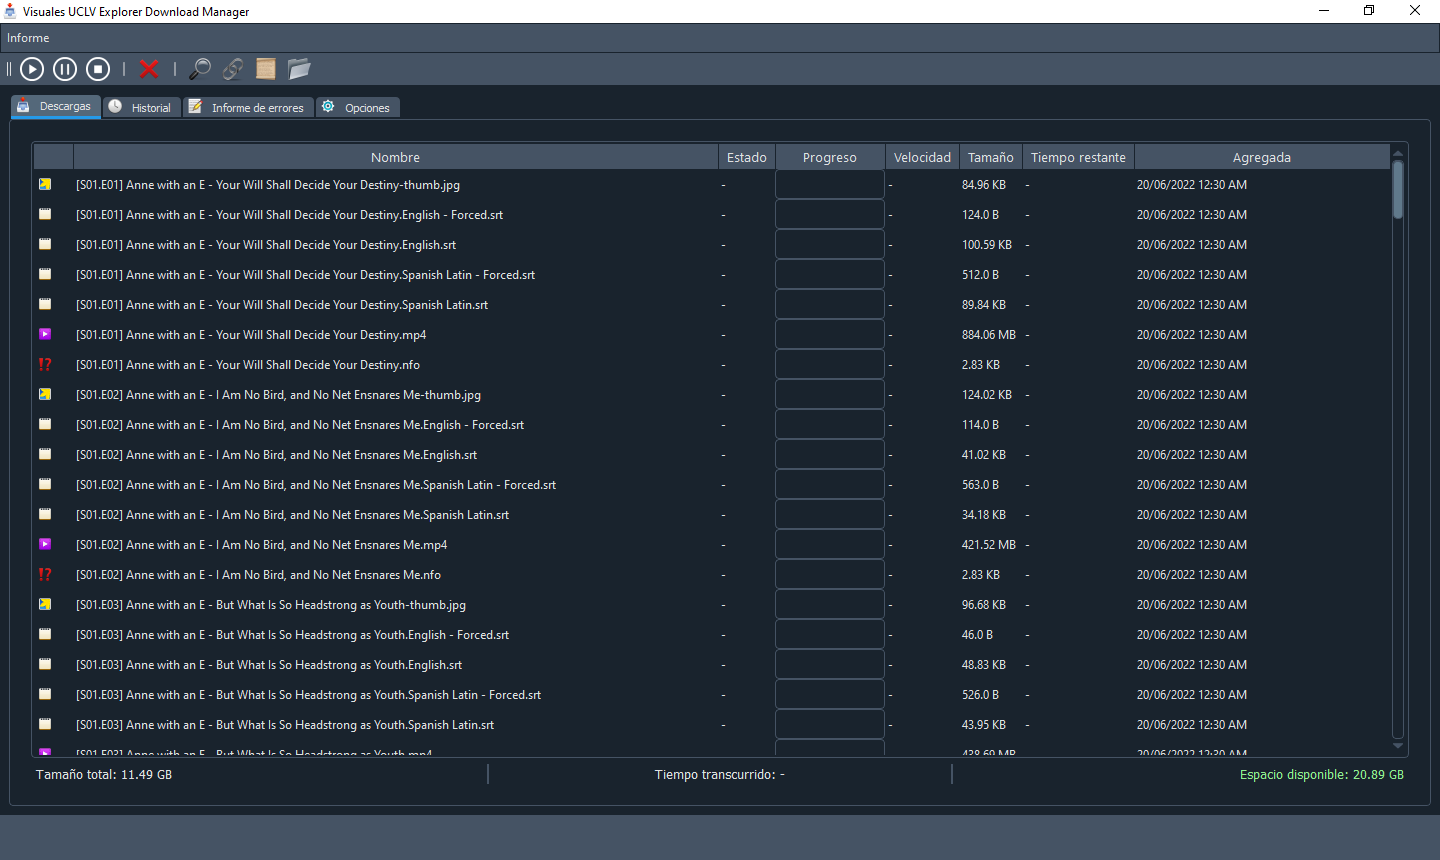 Visuales UCLV Explorer Download Manager
Informe
Descargas Historial Informe de errores Opciones
Nombre Estado Progreso Velocidad Tamaño Tiempo restante Agregada
[S01.E01] Anne with an E - Your Will Shall Decide Your Destiny-thumb.jpg - - 84.96 KB - 20/06/2022 12:30 AM
[S01.E01] Anne with an E - Your Will Shall Decide Your Destiny.English - Forced.srt - - 124.0 B - 20/06/2022 12:30 AM
[S01.E01] Anne with an E - Your Will Shall Decide Your Destiny.English.srt - - 100.59 KB - 20/06/2022 12:30 AM
[S01.E01] Anne with an E - Your Will Shall Decide Your Destiny.Spanish Latin - Forced.srt - - 512.0 B - 20/06/2022 12:30 AM
[S01.E01] Anne with an E - Your Will Shall Decide Your Destiny.Spanish Latin.srt - - 89.84 KB - 20/06/2022 12:30 AM
[S01.E01] Anne with an E - Your Will Shall Decide Your Destiny.mp4 - - 884.06 MB - 20/06/2022 12:30 AM
[S01.E01] Anne with an E - Your Will Shall Decide Your Destiny.nfo - - 2.83 KB - 20/06/2022 12:30 AM
[S01.E02] Anne with an E - I Am No Bird, and No Net Ensnares Me-thumb.jpg - - 124.02 KB - 20/06/2022 12:30 AM
[S01.E02] Anne with an E - I Am No Bird, and No Net Ensnares Me.English - Forced.srt - - 114.0 B - 20/06/2022 12:30 AM
[S01.E02] Anne with an E - I Am No Bird, and No Net Ensnares Me.English.srt - - 41.02 KB - 20/06/2022 12:30 AM
[S01.E02] Anne with an E - I Am No Bird, and No Net Ensnares Me.Spanish Latin - Forced.srt - - 563.0 B - 20/06/2022 12:30 AM
[S01.E02] Anne with an E - I Am No Bird, and No Net Ensnares Me.Spanish Latin.srt - - 34.18 KB - 20/06/2022 12:30 AM
[S01.E02] Anne with an E - I Am No Bird, and No Net Ensnares Me.mp4 - - 421.52 MB - 20/06/2022 12:30 AM
[S01.E02] Anne with an E - I Am No Bird, and No Net Ensnares Me.nfo - - 2.83 KB - 20/06/2022 12:30 AM
[S01.E03] Anne with an E - But What Is So Headstrong as Youth-thumb.jpg - - 96.68 KB - 20/06/2022 12:30 AM
[S01.E03] Anne with an E - But What Is So Headstrong as Youth.English - Forced.srt - - 46.0 B - 20/06/2022 12:30 AM
[S01.E03] Anne with an E - But What Is So Headstrong as Youth.English.srt - - 48.83 KB - 20/06/2022 12:30 AM
[S01.E03] Anne with an E - But What Is So Headstrong as Youth.Spanish Latin - Forced.srt - - 526.0 B - 20/06/2022 12:30 AM
[S01.E03] Anne with an E - But What Is So Headstrong as Youth.Spanish Latin.srt - - 43.95 KB - 20/06/2022 12:30 AM
[S01.E03] Anne with an E - But What Is So Headstrong as Youth.mp4 - - 438.69 MB - 20/06/2022 12:30 AM
Tamaño total: 11.49 GB Tiempo transcurrido: - Espacio disponible: 20.89 GB